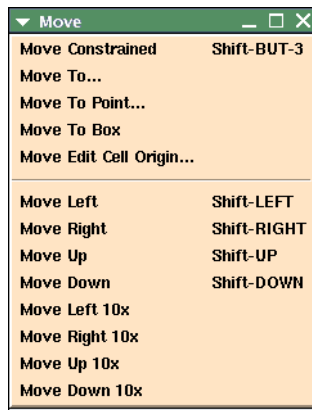 Move
Move Constrained Shift-BUT-3
Move To...
Move To Point...
Move To Box
Move Edit Cell Origin...
Move Left Shift-LEFT
Move Right Shift-RIGHT
Move Up Shift-UP
Move Down Shift-DOWN
Move Left 10x
Move Right 10x
Move Up 10x
Move Down 10x